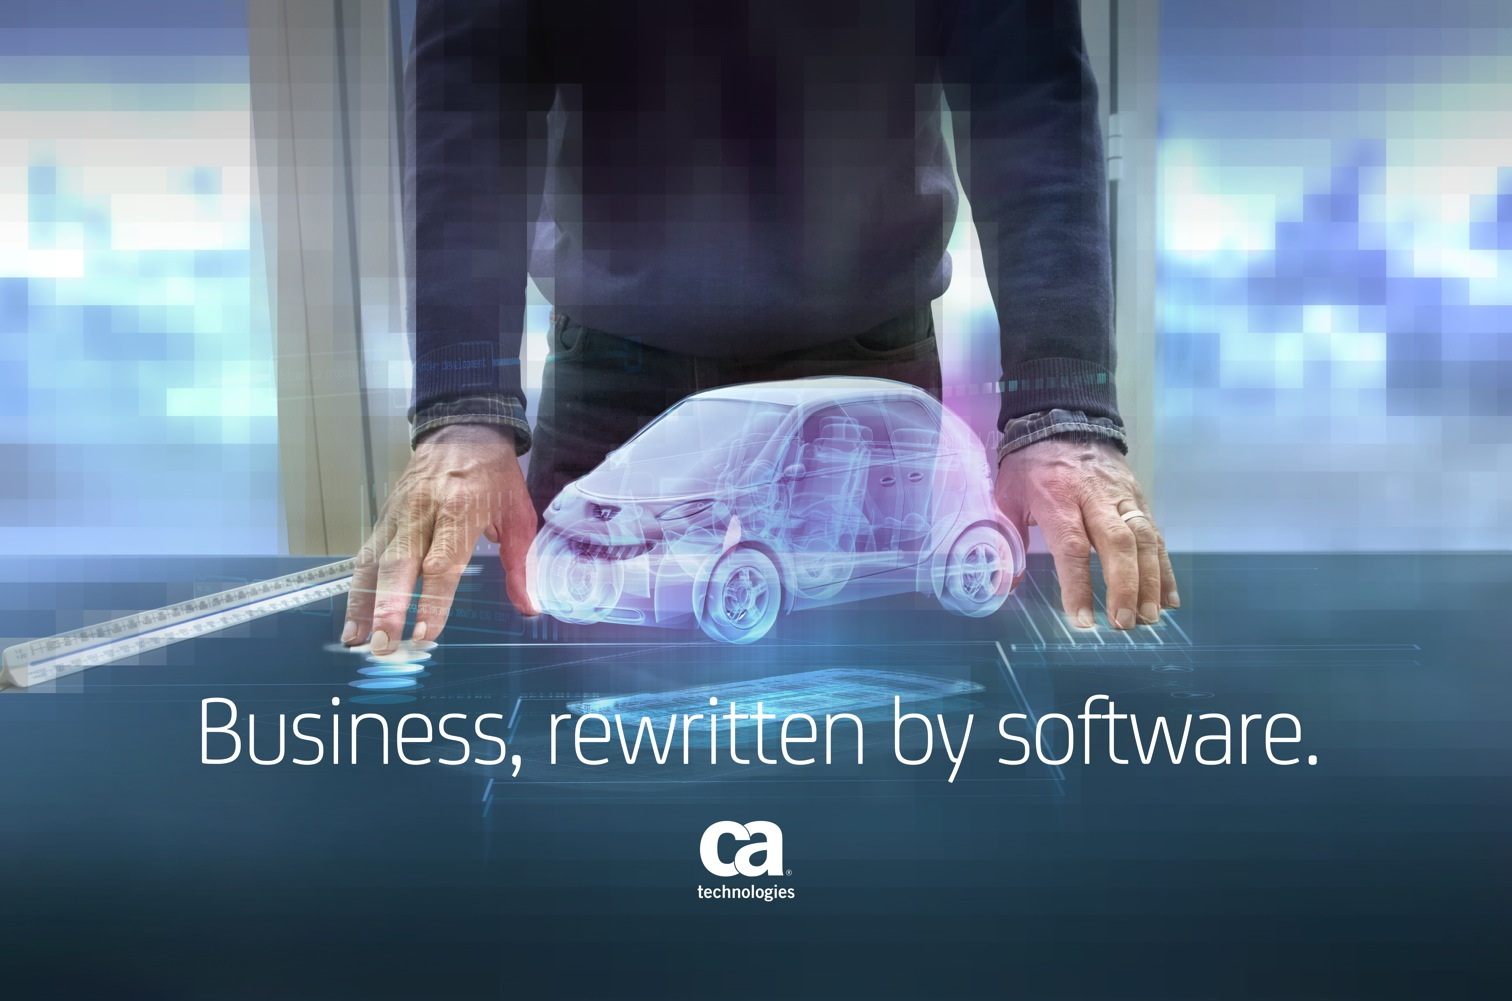 Business, rewritten by software.
ca
technologies